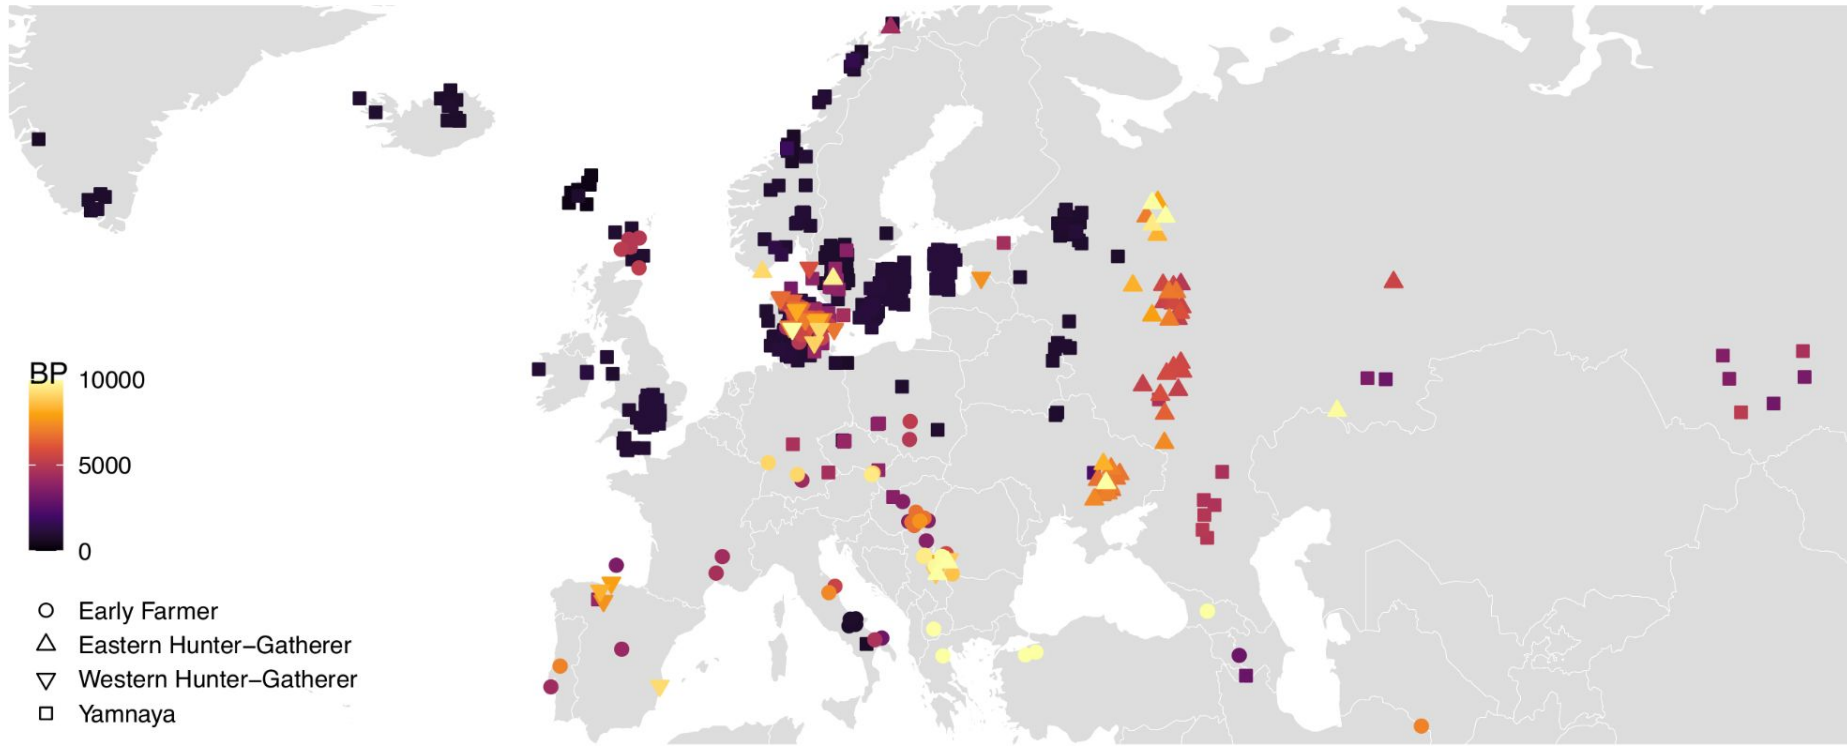 BP
10000
5000
0
Early Farmer
Eastern Hunter−Gatherer
Western Hunter−Gatherer
Yamnaya